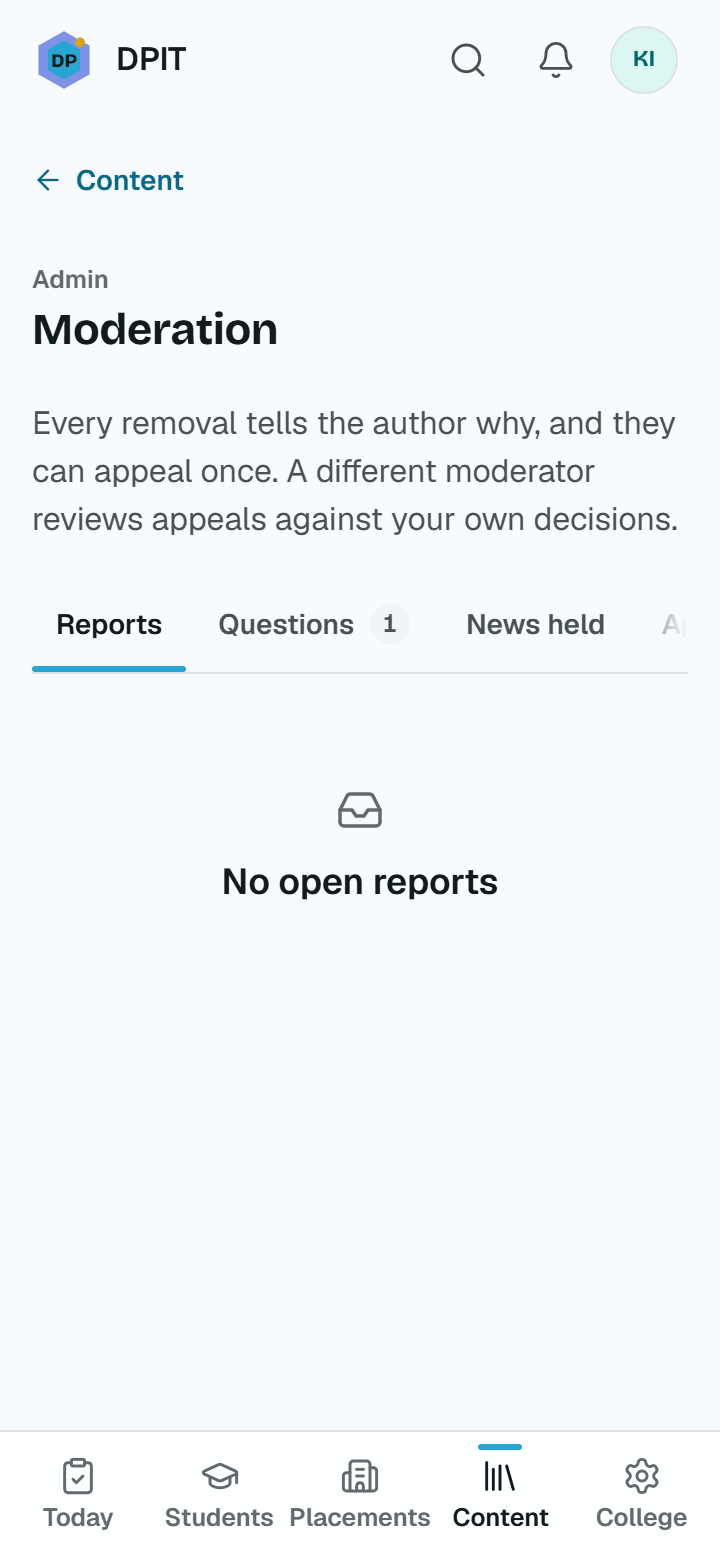 DP
DPIT
KI
Content
Admin
Moderation
Every removal tells the author why, and they
can appeal once. A different moderator
reviews appeals against your own decisions.
Reports
Questions 1
News held
No open reports
Today
Students
Placements
Content
College